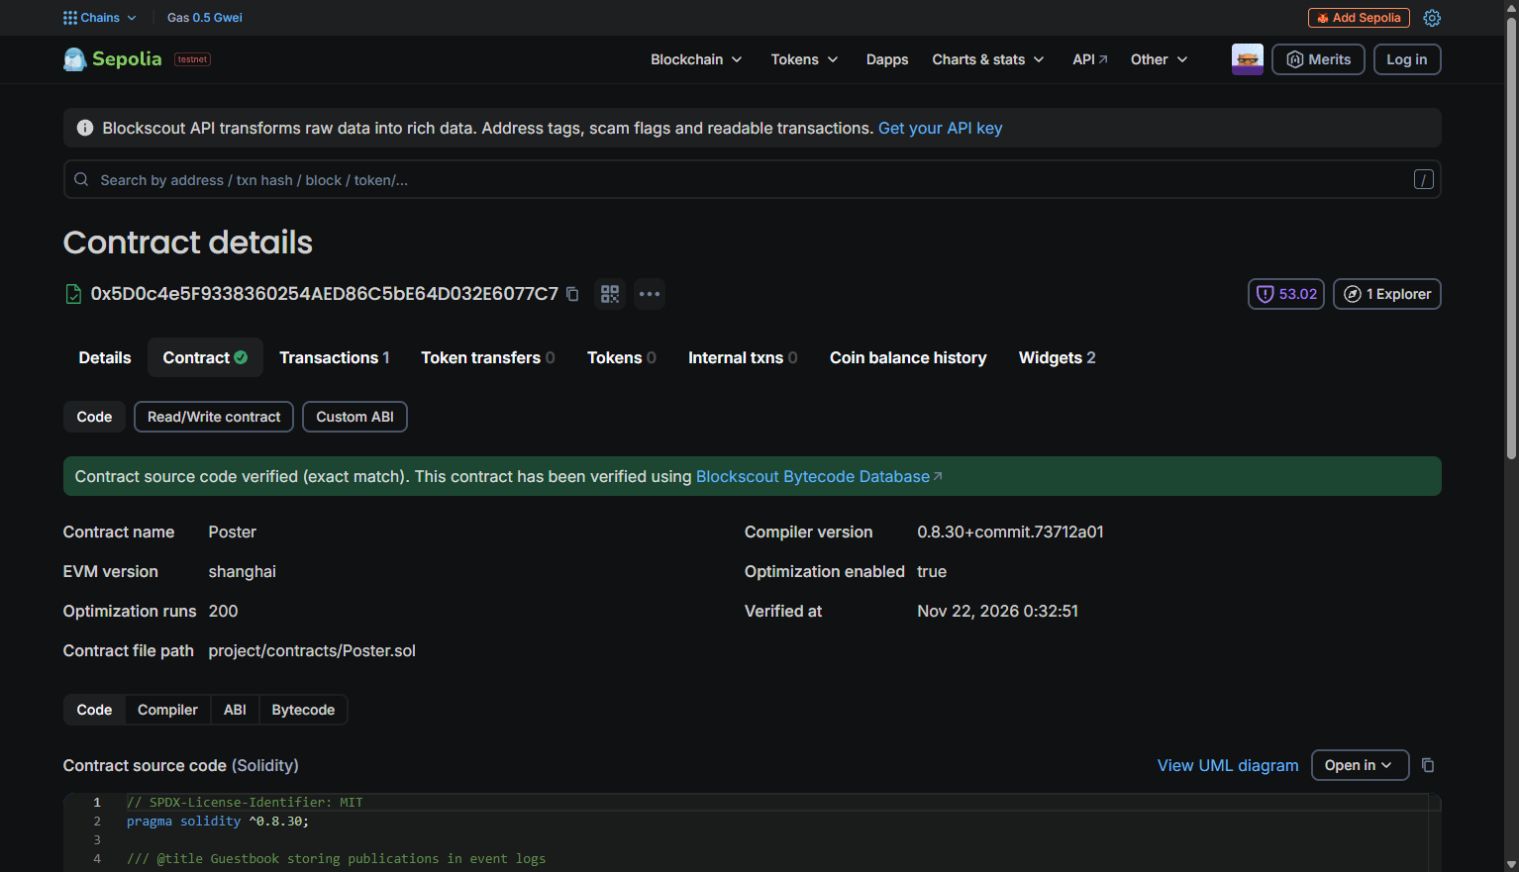 Chains
Gas 0.5 Gwei
Add Sepolia
Sepolia testnet
Blockchain
Tokens
Dapps
Charts & stats
API
Other
Merits
Log in
Blockscout API transforms raw data into rich data. Address tags, scam flags and readable transactions. Get your API key
Search by address / txn hash / block / token/...
/
Contract details
0x5D0c4e5F9338360254AED86C5bE64D032E6077C7
53.02
1 Explorer
Details
Contract
Transactions 1
Token transfers 0
Tokens 0
Internal txns 0
Coin balance history
Widgets 2
Code
Read/Write contract
Custom ABI
Contract source code verified (exact match). This contract has been verified using Blockscout Bytecode Database
Contract name Poster
Compiler version 0.8.30+commit.73712a01
EVM version shanghai
Optimization enabled true
Optimization runs 200
Verified at Nov 22, 2026 0:32:51
Contract file path project/contracts/Poster.sol
Code
Compiler
ABI
Bytecode
Contract source code (Solidity)
View UML diagram
Open in
1 // SPDX-License-Identifier: MIT
2 pragma solidity ^0.8.30;
3
4 /// @title Guestbook storing publications in event logs